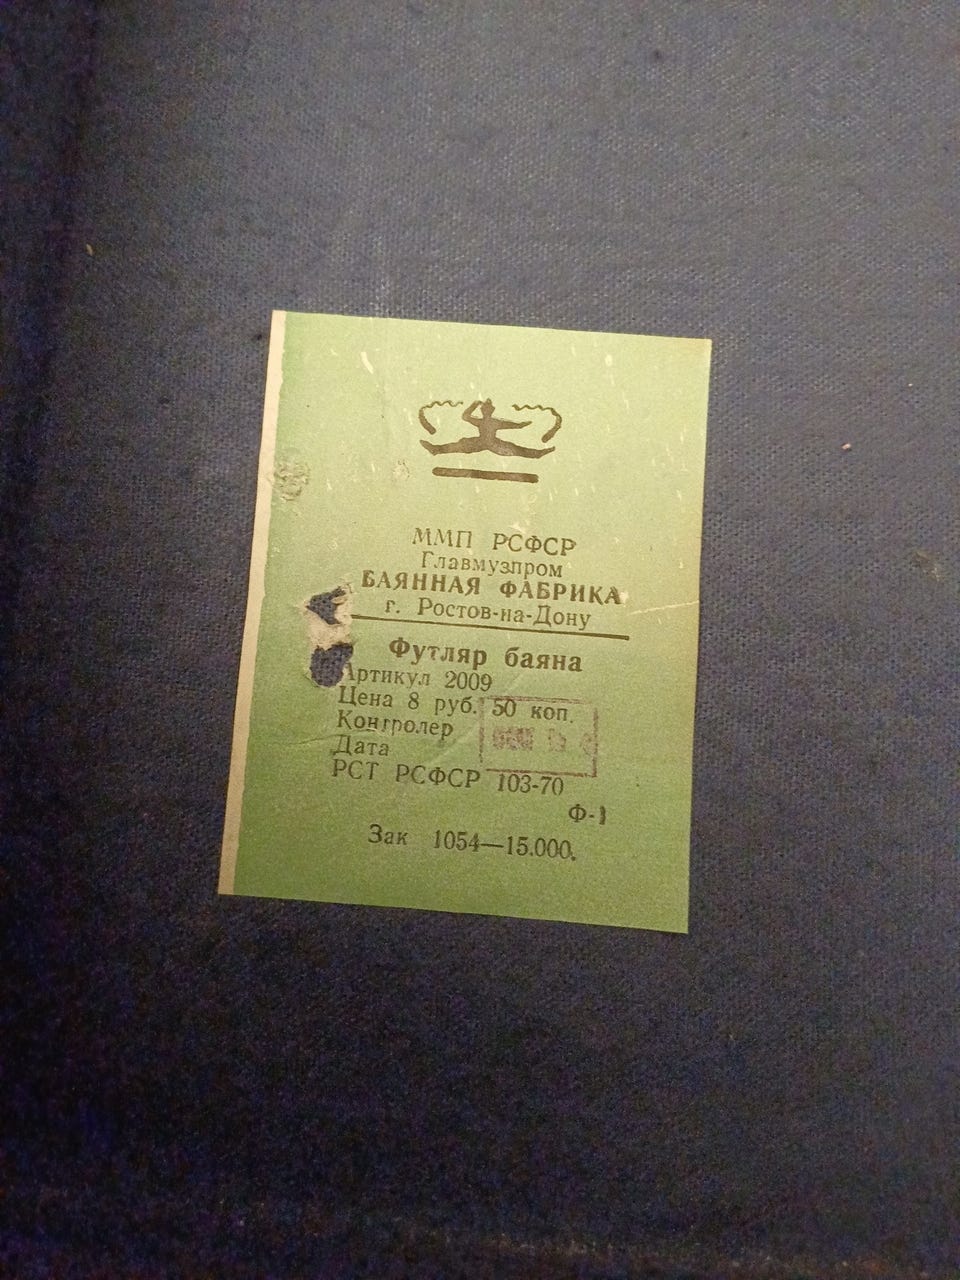 ММП РСФСР
Главмузпром
БАЯННАЯ ФАБРИКА
г. Ростов-на-Дону
Футляр баяна
Артикул 2009
Цена 8 руб. 50 коп.
Контролер
Дата
РСТ РСФСР 103-70
Ф-1
Зак 1054—15.000.